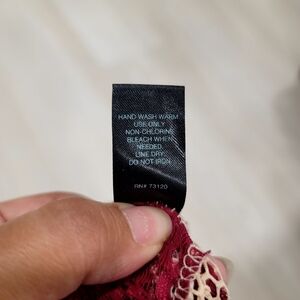 HAND WASH WARM
USE ONLY
NON-CHLORINE
BLEACH WHEN
NEEDED.
LINE DRY.
DO NOT IRON.
RN# 73120